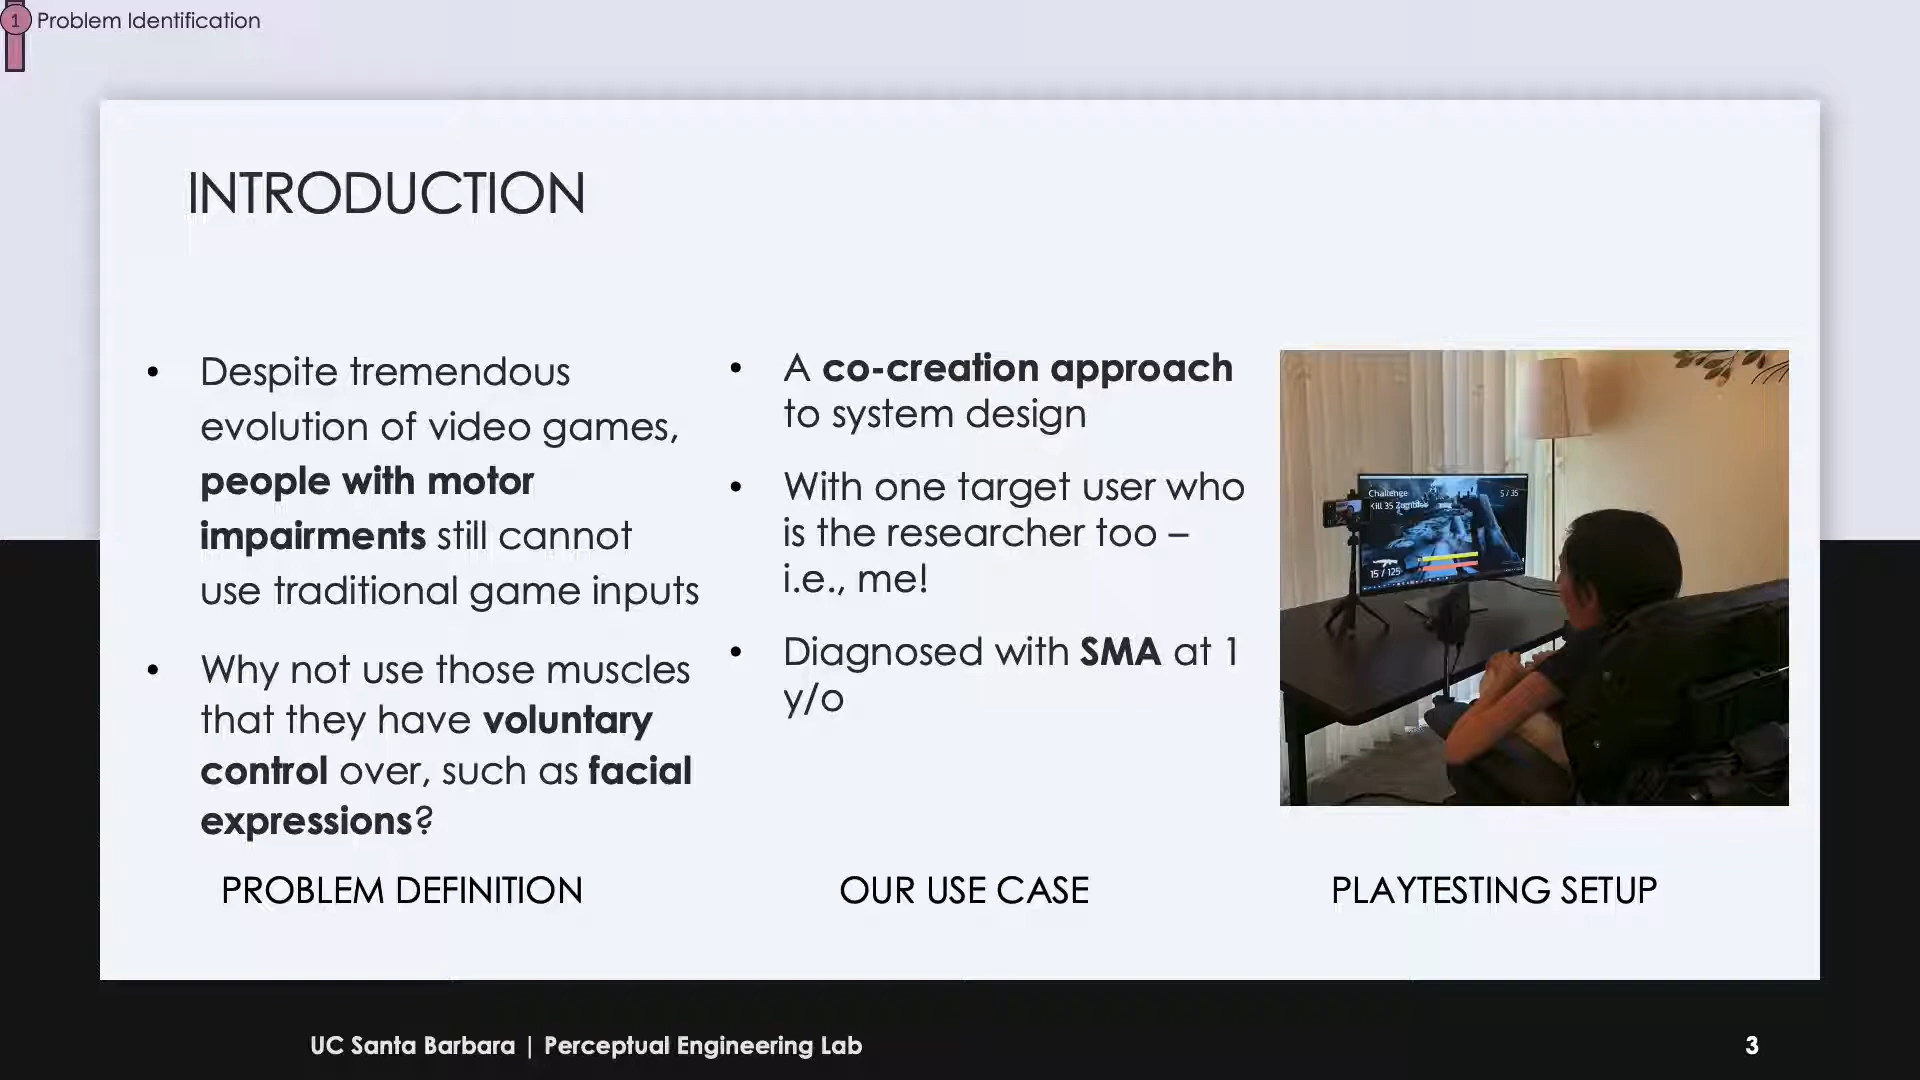 1 Problem Identification
INTRODUCTION
• Despite tremendous
evolution of video games,
people with motor
impairments still cannot
use traditional game inputs
• Why not use those muscles
that they have voluntary
control over, such as facial
expressions?
PROBLEM DEFINITION
• A co-creation approach
to system design
• With one target user who
is the researcher too –
i.e., me!
• Diagnosed with SMA at 1
y/o
OUR USE CASE
Challenge
Kill 35 Zombies
5 / 35
15 / 125
PLAYTESTING SETUP
UC Santa Barbara | Perceptual Engineering Lab
3